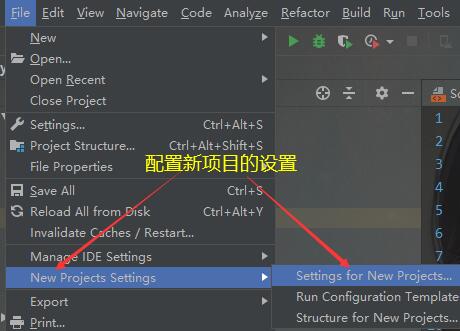 File Edit View Navigate Code Analyze Refactor Build Run Tools
New
Open...
Open Recent
Close Project
Settings... Ctrl+Alt+S
Project Structure... Ctrl+Alt+Shift+S
File Properties
配置新项目的设置
Save All Ctrl+S
Reload All from Disk Ctrl+Alt+Y
Invalidate Caches / Restart...
Manage IDE Settings
New Projects Settings
Settings for New Projects...
Run Configuration Template
Structure for New Projects...
Export
Print...
1
2
3
4
5
6
7
8
9